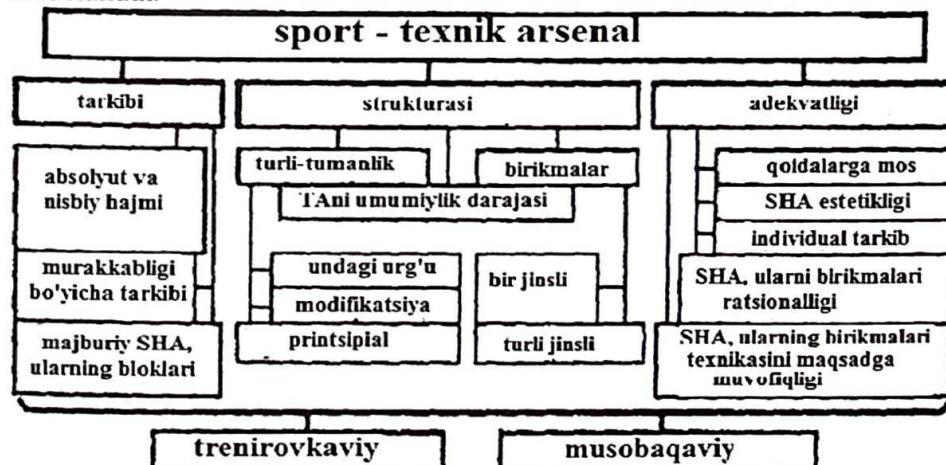 sport - texnik arsenal
tarkibi
strukturasi
adekvatligi
absolyut va
nisbiy hajmi
murakkabligi
bo'yicha tarkibi
majburiy SHA,
ularning bloklari
turli-tumanlik
birikmalar
TAni umumiylik darajasi
undagi urg'u
modifikatsiya
printsipial
bir jinsli
turli jinsli
qoldalarga mos
SHA estetikligi
individual tarkib
SHA, ularni birikmalari
ratsionalligi
SHA, ularning birikmalari
texnikasini maqsadga
muvofiqligi
trenirovkaviy
musobaqaviy